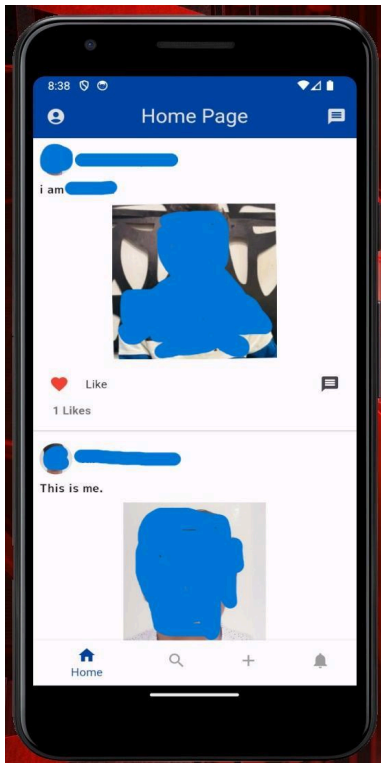 8:38
Home Page
i am
Like
1 Likes
This is me.
Home